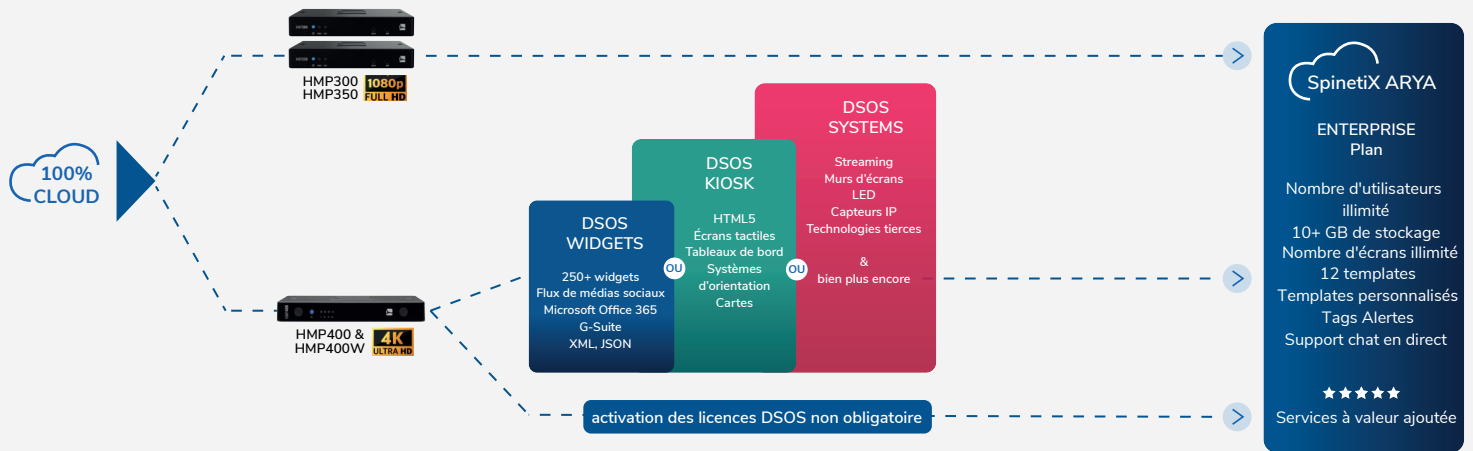 100%
CLOUD
HMP300
HMP350
1080p
FULL HD
HMP400 &
HMP400W
4K
ULTRA HD
DSOS
WIDGETS
250+ widgets
Flux de médias sociaux
Microsoft Office 365
G-Suite
XML, JSON
OU
DSOS
KIOSK
HTML5
Écrans tactiles
Tableaux de bord
Systèmes
d'orientation
Cartes
OU
DSOS
SYSTEMS
Streaming
Murs d'écrans
LED
Capteurs IP
Technologies tierces
&
bien plus encore
activation des licences DSOS non obligatoire
SpinetiX ARYA
ENTERPRISE
Plan
Nombre d'utilisateurs
illimité
10+ GB de stockage
Nombre d'écrans illimité
12 templates
Templates personnalisés
Tags Alertes
Support chat en direct
Services à valeur ajoutée